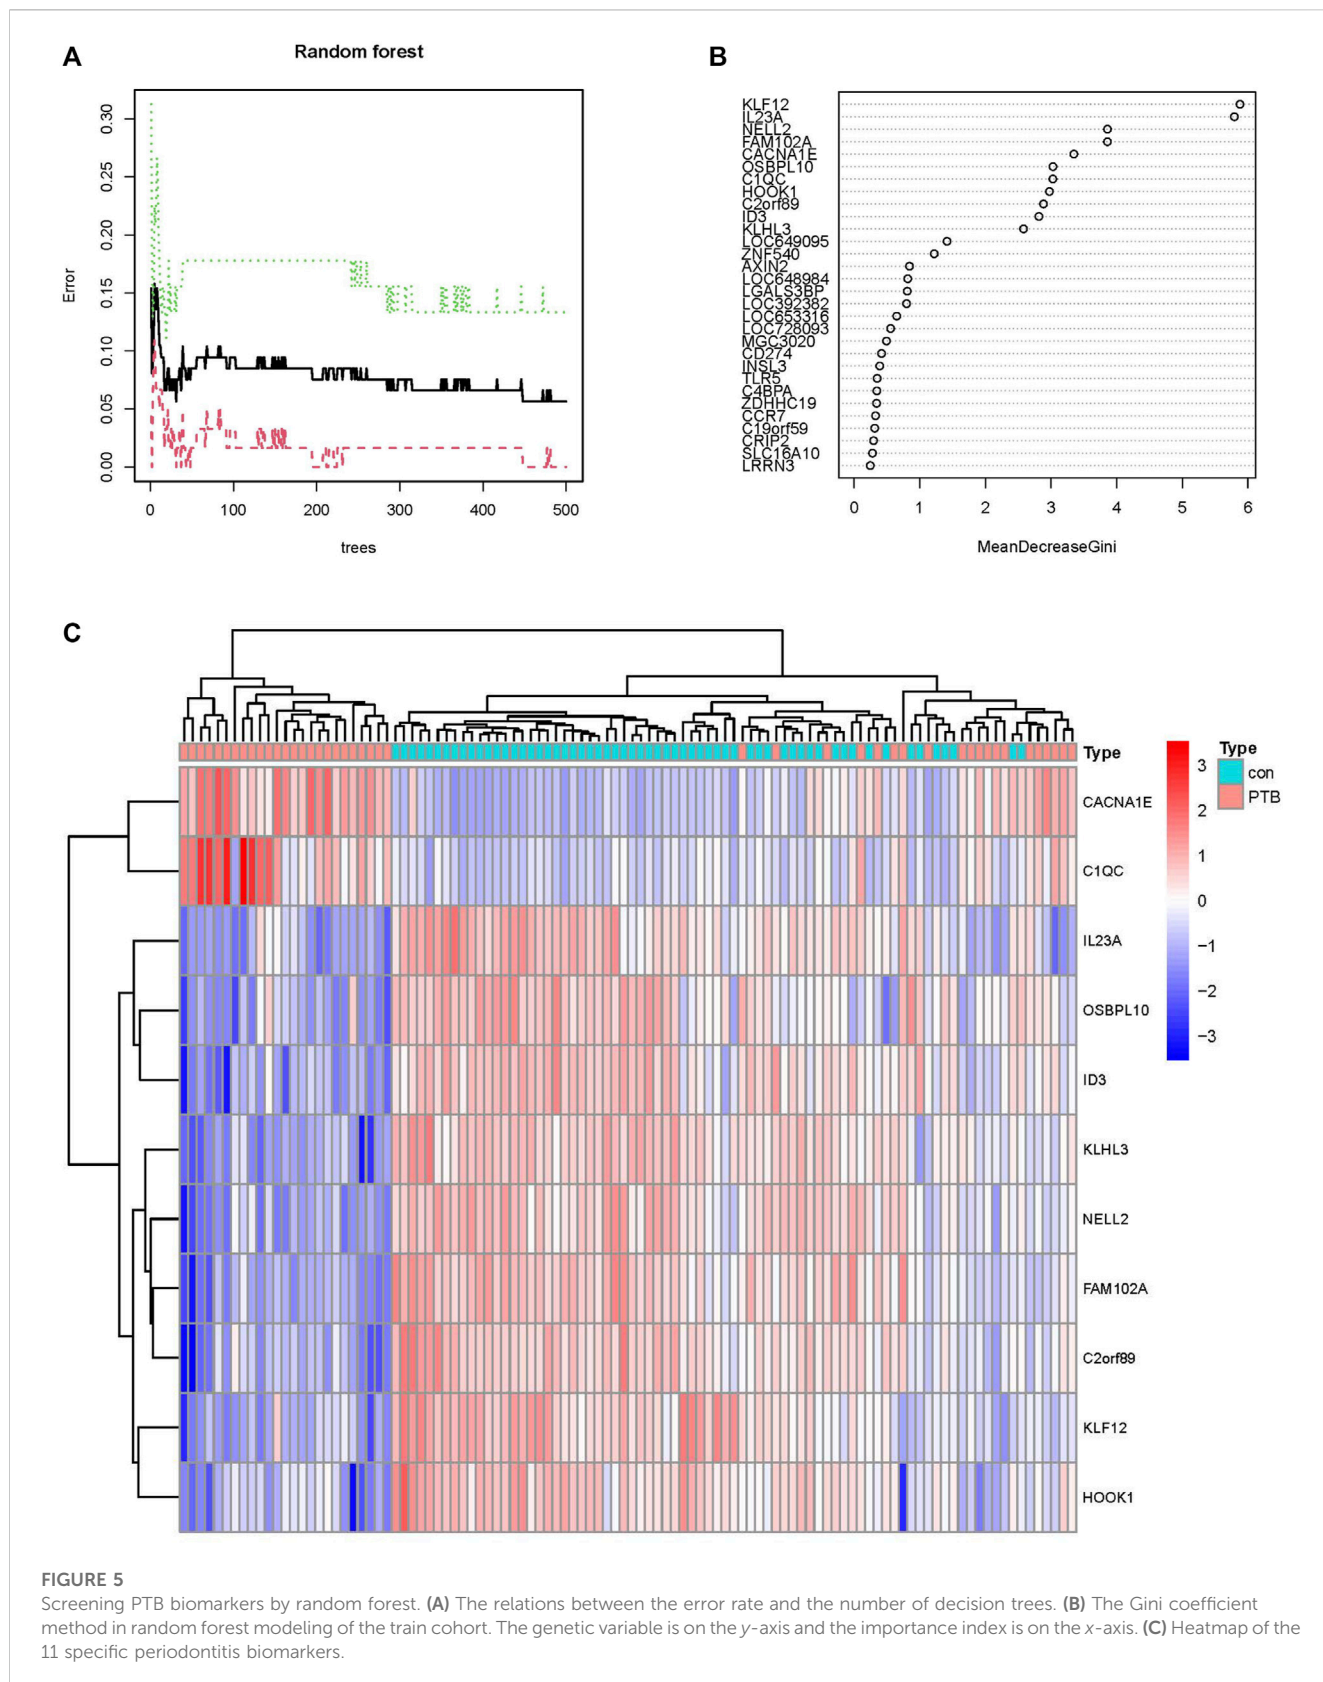 A
Random forest
Error
0.30
0.25
0.20
0.15
0.10
0.05
0.00
0 100 200 300 400 500
trees
B
KLF12
IL23A
NELL2
FAM102A
CACNA1E
OSBPL10
C1QC
HOOK1
C2orf89
ID3
KLHL3
LOC649095
ZNF540
AXIN2
LOC648984
LGALS3BP
LOC392382
LOC653316
LOC728093
MGC3020
CD274
INSL3
TLR5
C4BPA
ZDHHC19
CCR7
C19orf59
CRIP2
SLC16A10
LRRN3
0 1 2 3 4 5 6
MeanDecreaseGini
C
Type
CACNA1E
C1QC
IL23A
OSBPL10
ID3
KLHL3
NELL2
FAM102A
C2orf89
KLF12
HOOK1
3
2
1
0
−1
−2
−3
Type
con
PTB
FIGURE 5
Screening PTB biomarkers by random forest. (A) The relations between the error rate and the number of decision trees. (B) The Gini coefficient
method in random forest modeling of the train cohort. The genetic variable is on the y-axis and the importance index is on the x-axis. (C) Heatmap of the
11 specific periodontitis biomarkers.